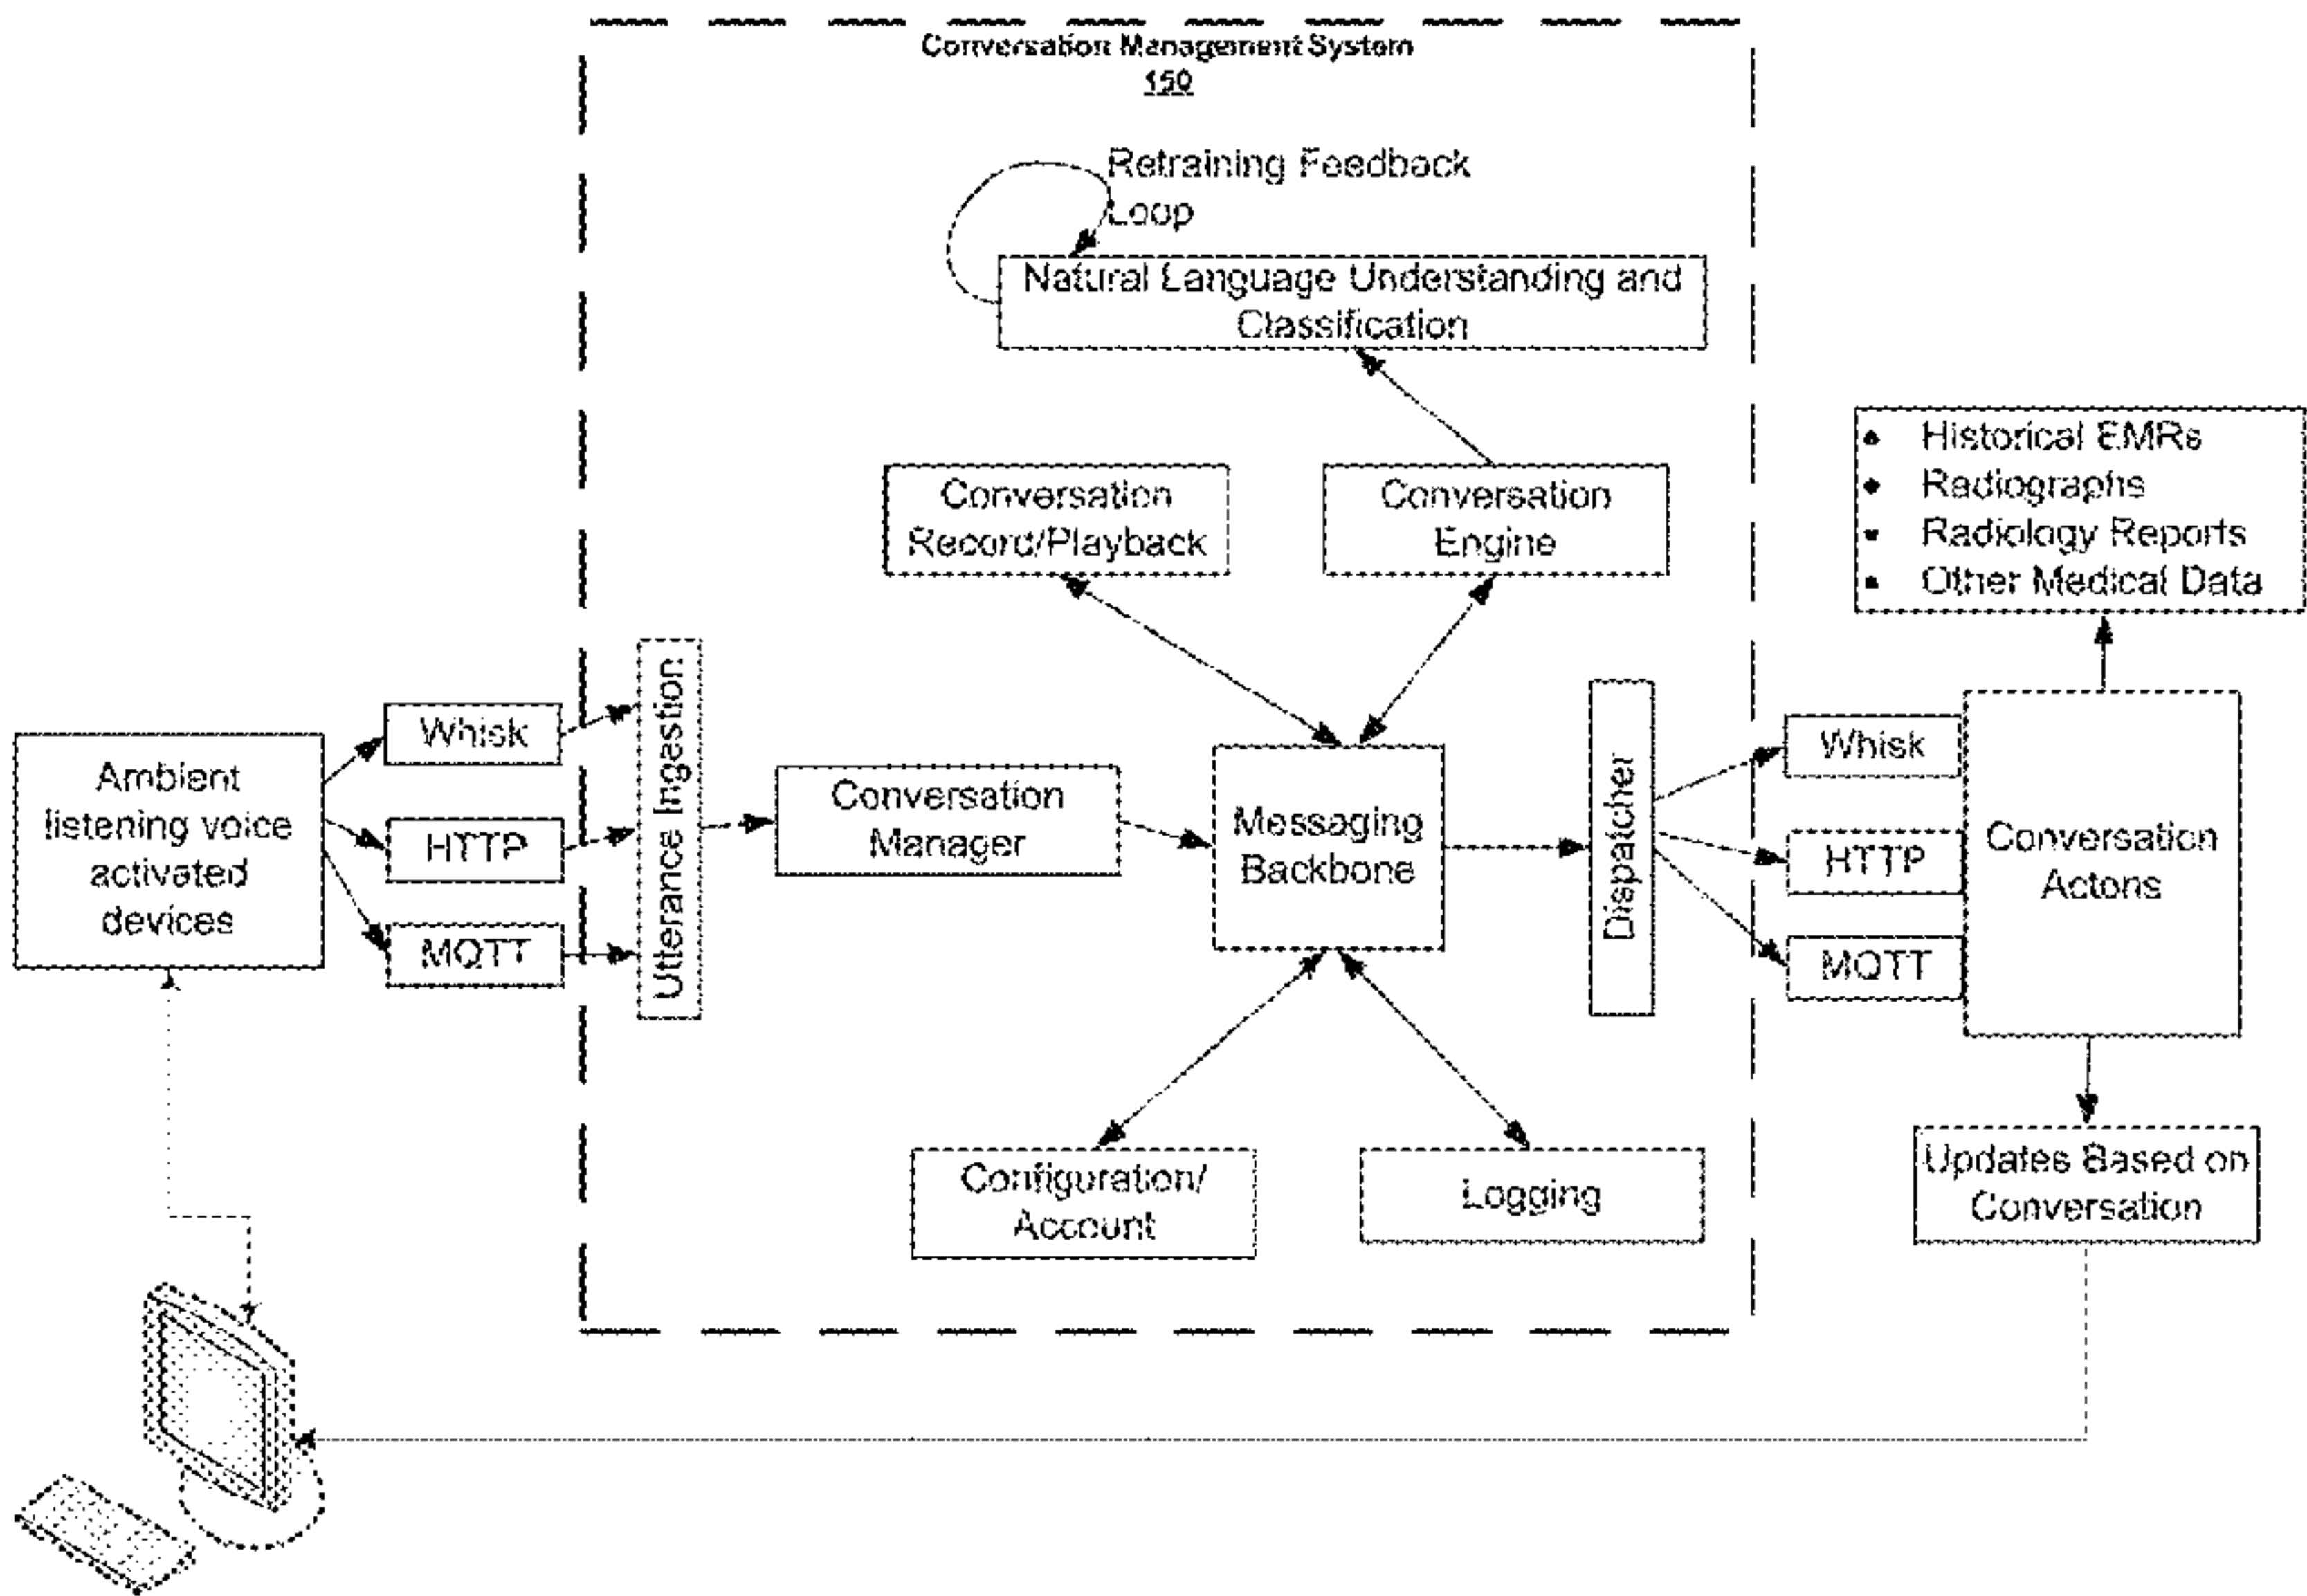 Conversation Management System
150
Retraining Feedback
Loop
Natural Language Understanding and
Classification
Conversation
Record/Playback
Conversation
Engine
• Historical EMRs
• Radiographs
• Radiology Reports
• Other Medical Data
Ambient
listening voice
activated
devices
Whisk
HTTP
MQTT
Utterance Ingestion
Conversation
Manager
Messaging
Backbone
Dispatcher
Whisk
HTTP
MQTT
Conversation
Actons
Configuration/
Account
Logging
Updates Based on
Conversation